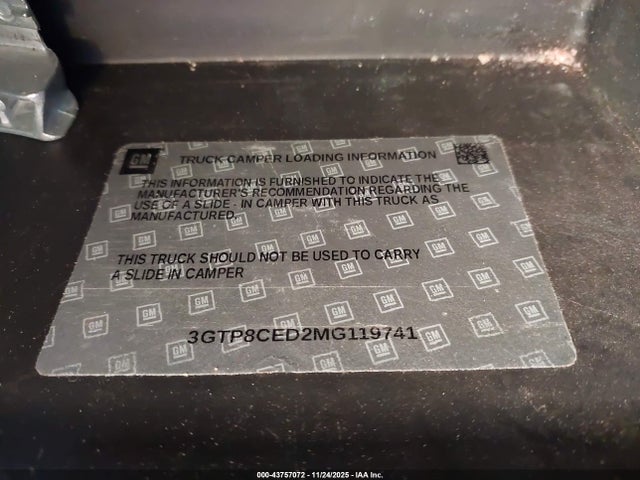 GM TRUCK CAMPER LOADING INFORMATION
THIS INFORMATION IS FURNISHED TO INDICATE THE
MANUFACTURER'S RECOMMENDATION REGARDING THE
USE OF A SLIDE - IN CAMPER WITH THIS TRUCK AS
MANUFACTURED.
THIS TRUCK SHOULD NOT BE USED TO CARRY
A SLIDE IN CAMPER
3GTP8CED2MG119741
000-43757072 - 11/24/2025 - IAA Inc.